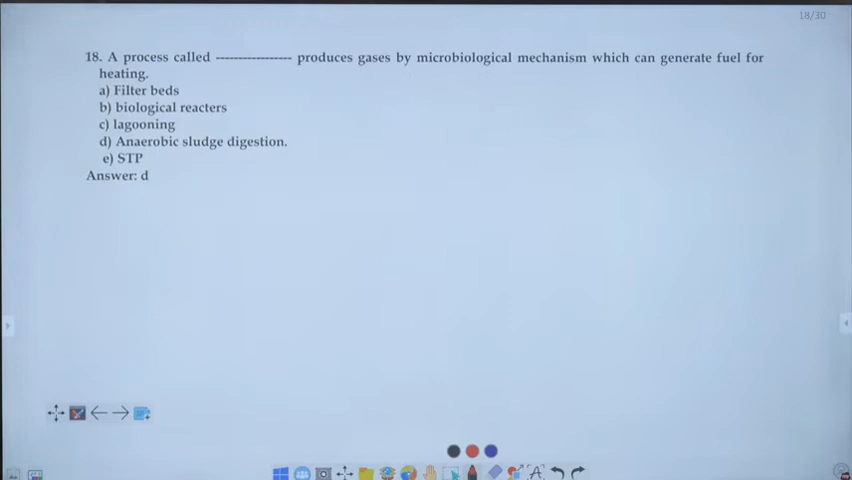 18/30
18. A process called ---------------- produces gases by microbiological mechanism which can generate fuel for
heating.
a) Filter beds
b) biological reacters
c) lagooning
d) Anaerobic sludge digestion.
e) STP
Answer: d